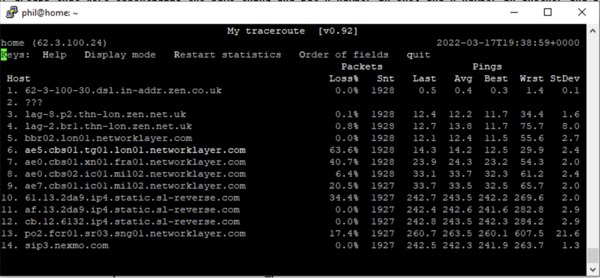 phil@home: ~
My traceroute [v0.92]
home (62.3.100.24) 2022-03-17T19:38:59+0000
Keys: Help Display mode Restart statistics Order of fields quit
Packets Pings
Host Loss% Snt Last Avg Best Wrst StDev
1. 62-3-100-30.dsl.in-addr.zen.co.uk 0.0% 1928 0.5 0.4 0.3 1.4 0.1
2. ???
3. lag-8.p2.thn-lon.zen.net.uk 0.1% 1928 12.4 12.2 11.7 34.4 1.6
4. lag-2.br1.thn-lon.zen.net.uk 0.8% 1928 12.7 13.8 11.7 75.7 8.0
5. bbr02.lon01.networklayer.com 0.0% 1928 12.1 12.4 11.5 55.6 2.7
6. ae5.cbs01.tg01.lon01.networklayer.com 63.6% 1928 14.3 14.2 12.5 29.9 2.4
7. ae0.cbs01.xn01.fra01.networklayer.com 40.7% 1928 23.9 24.3 23.2 54.3 2.0
8. ae0.cbs02.ic01.mil02.networklayer.com 6.4% 1928 33.1 33.7 32.3 61.2 2.4
9. ae7.cbs01.ic01.mil02.networklayer.com 20.5% 1927 33.7 33.5 32.5 65.7 2.0
10. 61.13.2da9.ip4.static.sl-reverse.com 34.4% 1927 242.7 243.5 242.2 269.6 2.0
11. af.13.2da9.ip4.static.sl-reverse.com 0.0% 1927 242.4 242.6 241.6 282.8 2.9
12. cb.12.6132.ip4.static.sl-reverse.com 0.0% 1927 242.8 243.5 242.3 284.2 2.9
13. po2.fcr01.sr03.sng01.networklayer.com 17.4% 1927 260.7 263.5 260.1 607.5 21.6
14. sip3.nexmo.com 0.0% 1927 242.5 242.3 241.9 263.7 1.3